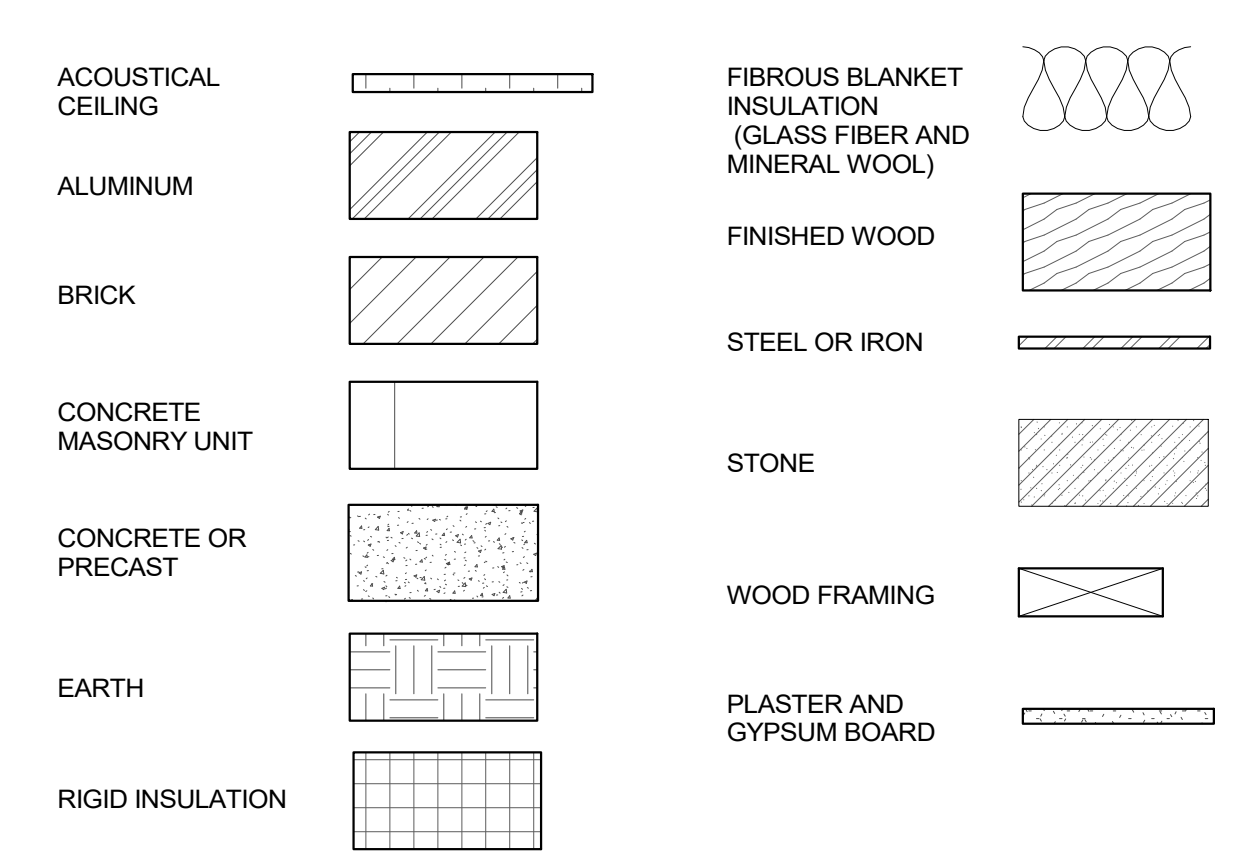 ACOUSTICAL
CEILING
ALUMINUM
BRICK
CONCRETE
MASONRY UNIT
CONCRETE OR
PRECAST
EARTH
RIGID INSULATION
FIBROUS BLANKET
INSULATION
(GLASS FIBER AND
MINERAL WOOL)
FINISHED WOOD
STEEL OR IRON
STONE
WOOD FRAMING
PLASTER AND
GYPSUM BOARD